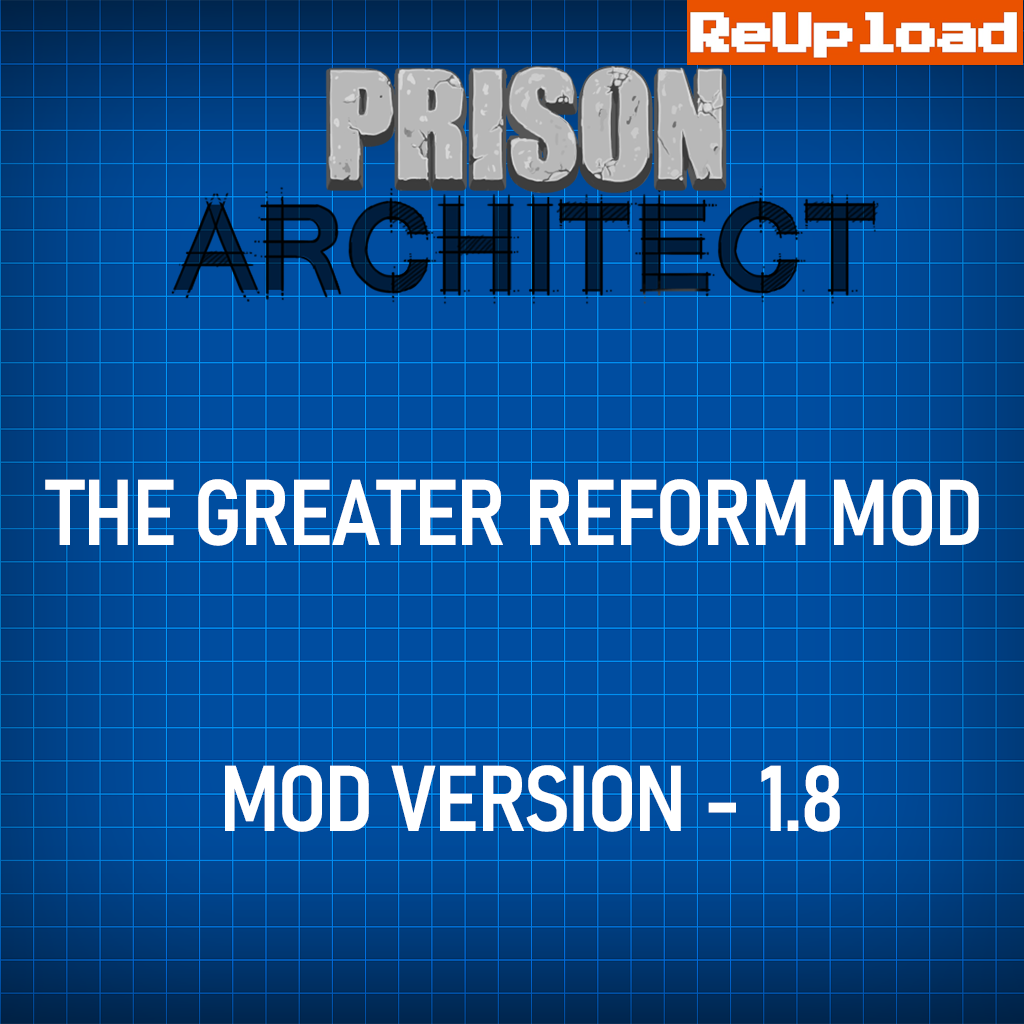 ReUpload
PRISON
ARCHITECT
THE GREATER REFORM MOD
MOD VERSION - 1.8